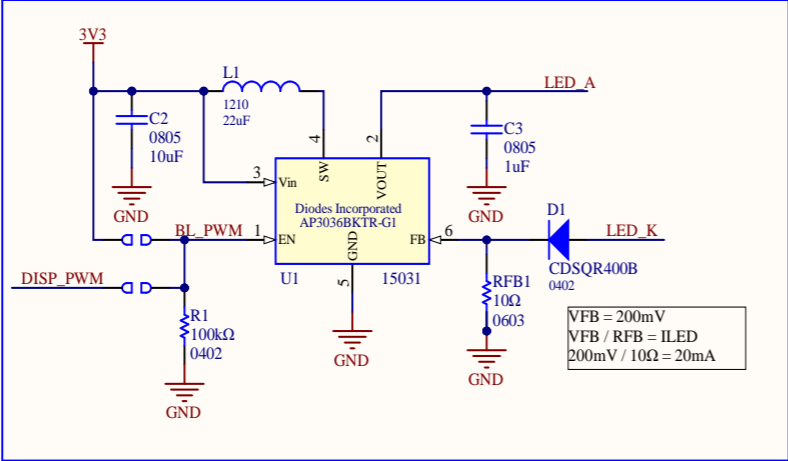 3V3
L1
1210
22uF
LED_A
C2
0805
10uF
C3
0805
1uF
4
2
SW
VOUT
3
Vin
GND
GND
Diodes Incorporated
AP3036BKTR-G1
D1
BL_PWM
1
EN
GND
FB
6
LED_K
U1
5
15031
CDSQR400B
0402
DISP_PWM
RFB1
10Ω
0603
R1
100kΩ
0402
VFB = 200mV
VFB / RFB = ILED
200mV / 10Ω = 20mA
GND
GND
GND